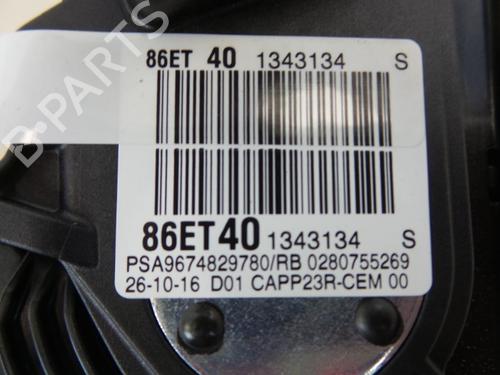 B-PARTS
86ET 40 1343134 S
86ET40 1343134 S
PSA9674829780/RB 0280755269
26-10-16 D01 CAPP23R-CEM 00